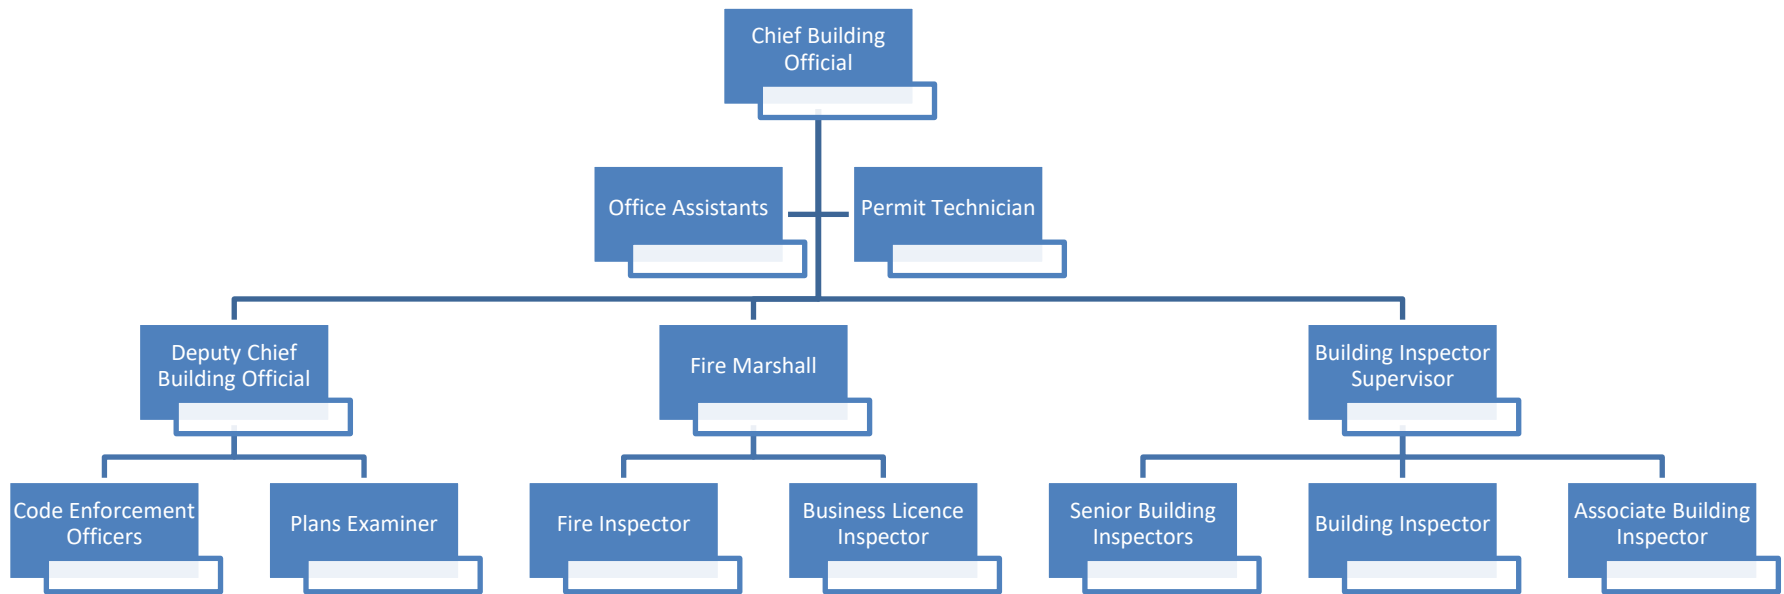 Chief Building
Official
Office Assistants
Permit Technician
Deputy Chief
Building Official
Fire Marshall
Building Inspector
Supervisor
Code Enforcement
Officers
Plans Examiner
Fire Inspector
Business Licence
Inspector
Senior Building
Inspectors
Building Inspector
Associate Building
Inspector